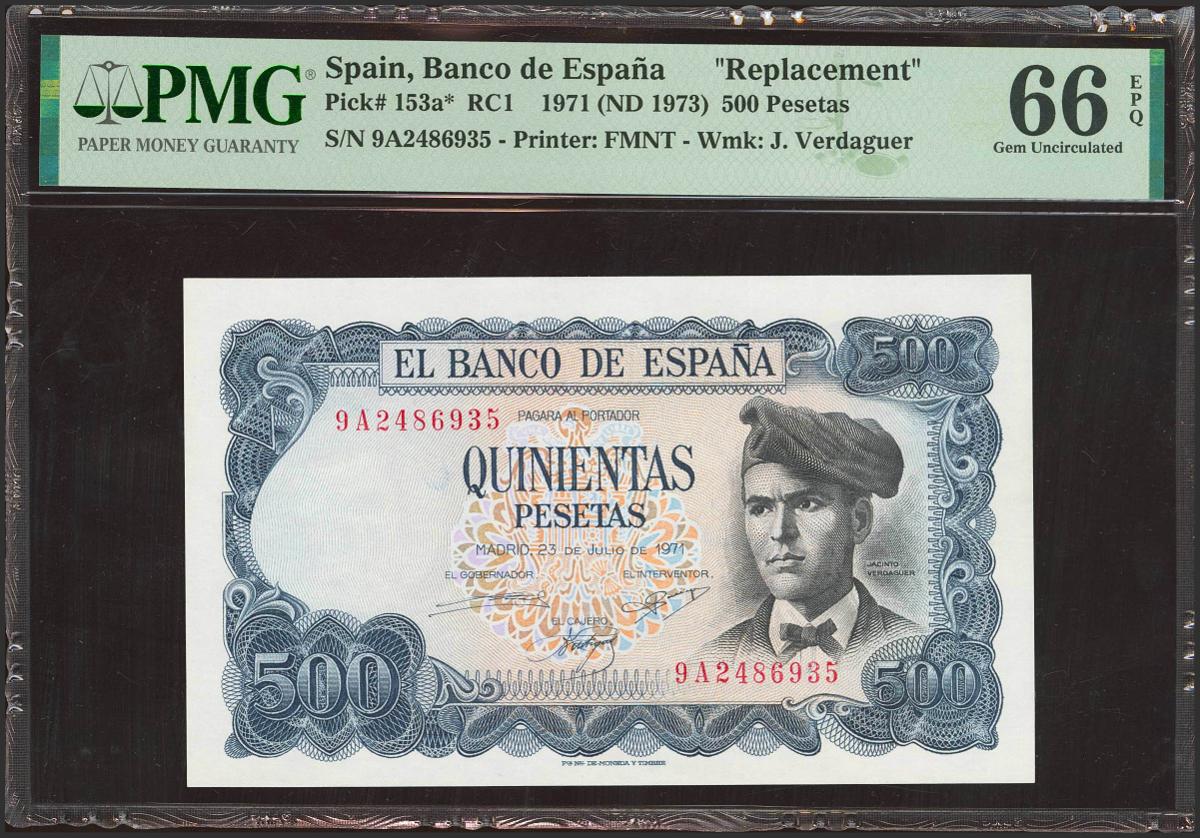 PMG®
PAPER MONEY GUARANTY
Spain, Banco de España "Replacement"
Pick# 153a* RC1 1971 (ND 1973) 500 Pesetas
S/N 9A2486935 - Printer: FMNT - Wmk: J. Verdaguer
66 EPQ
Gem Uncirculated
EL BANCO DE ESPAÑA
500
9A2486935
PAGARA AL PORTADOR
QUINIENTAS
PESETAS
MADRID, 23 DE JULIO DE 1971
EL GOBERNADOR,
EL INTERVENTOR,
JACINTO
VERDAGUER
EL CAJERO,
9A2486935
500
500